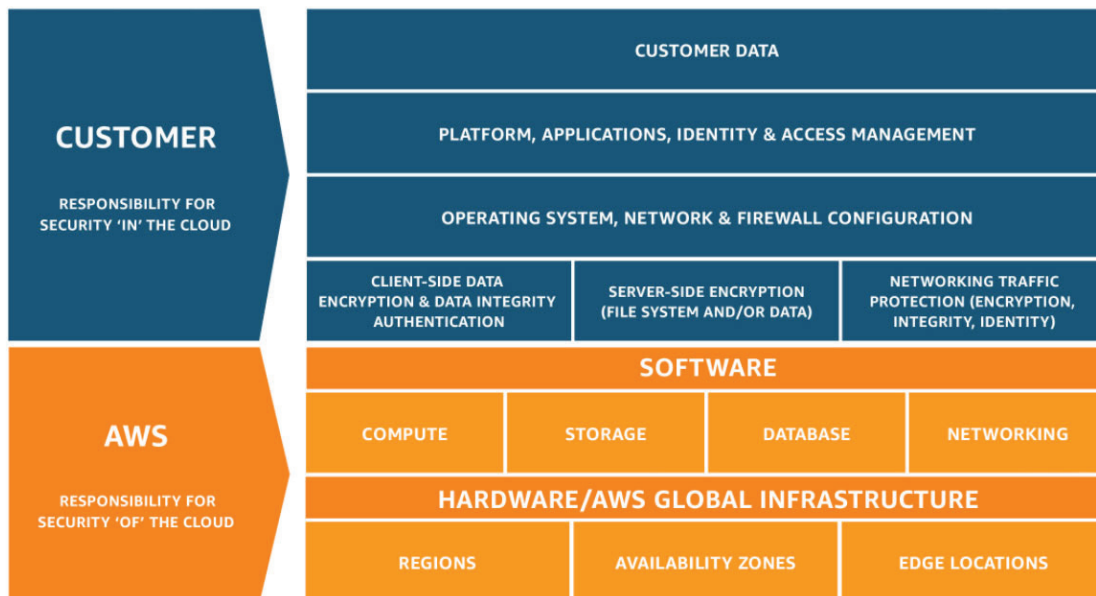 CUSTOMER
RESPONSIBILITY FOR
SECURITY ‘IN’ THE CLOUD
CUSTOMER DATA
PLATFORM, APPLICATIONS, IDENTITY & ACCESS MANAGEMENT
OPERATING SYSTEM, NETWORK & FIREWALL CONFIGURATION
CLIENT-SIDE DATA
ENCRYPTION & DATA INTEGRITY
AUTHENTICATION
SERVER-SIDE ENCRYPTION
(FILE SYSTEM AND/OR DATA)
NETWORKING TRAFFIC
PROTECTION (ENCRYPTION,
INTEGRITY, IDENTITY)
AWS
RESPONSIBILITY FOR
SECURITY ‘OF’ THE CLOUD
SOFTWARE
COMPUTE
STORAGE
DATABASE
NETWORKING
HARDWARE/AWS GLOBAL INFRASTRUCTURE
REGIONS
AVAILABILITY ZONES
EDGE LOCATIONS